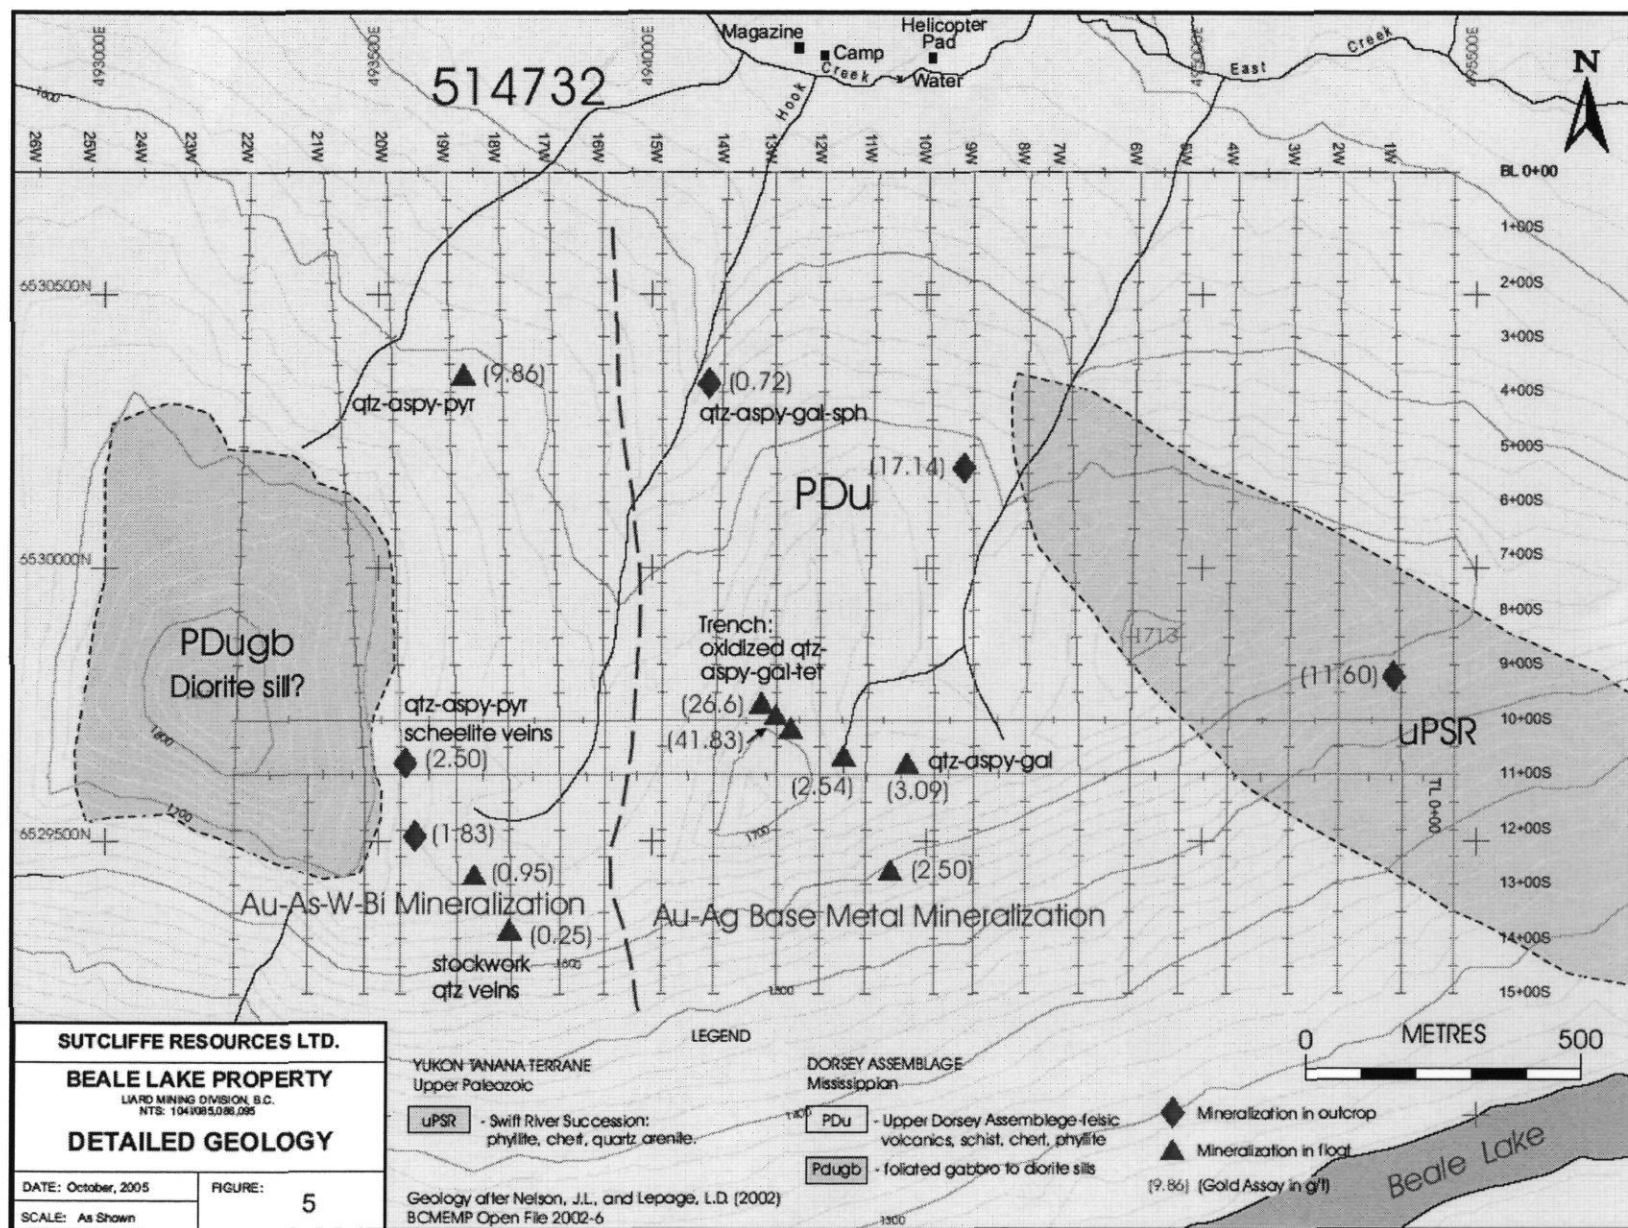 493000E
493500E
494000E
495000E
495500E
514732
Magazine
Camp
Helicopter
Pad
Water
Hook
Creek
East
Creek
N
26W 25W 24W 23W 22W 21W 20W 19W 18W 17W 16W 15W 14W 13W 12W 11W 10W 9W 8W 7W 6W 5W 4W 3W 2W 1W
BL 0+00
1+00S
2+00S
3+00S
4+00S
5+00S
6+00S
7+00S
8+00S
9+00S
10+00S
11+00S
12+00S
13+00S
14+00S
15+00S
TL 0+00
6530500N
6530000N
6529500N
(9.86)
qtz-aspy-pyr
(0.72)
qtz-aspy-gal-sph
(17.14)
PDu
PDugb
Diorite sill?
Trench:
oxidized qtz-
aspy-gal-tet
(26.6)
(41.83)
(2.54)
(3.09)
qtz-aspy-gal
(2.50)
1713
(11.60)
uPSR
qtz-aspy-pyr
scheelite veins
(2.50)
(1.83)
(0.95)
(0.25)
Au-As-W-Bi Mineralization
Au-Ag Base Metal Mineralization
stockwork
qtz veins
1800
1700
1400
1300
SUTCLIFFE RESOURCES LTD.
BEALE LAKE PROPERTY
LIARD MINING DIVISION, B.C.
DETAILED GEOLOGY
DATE: October, 2005
SCALE: As Shown
FIGURE:
5
LEGEND
YUKON TANANA TERRANE
Upper Paleozoic
uPSR - Swift River Succession:
phyllite, chert, quartz arenite.
DORSEY ASSEMBLAGE
Mississippian
PDu - Upper Dorsey Assemblege-felsic
volcanics, schist, chert, phyllite
Pdugb - foliated gabbro to diorite sills
Mineralization in outcrop
Mineralization in float
(9.86) (Gold Assay in g/t)
Geology after Nelson, J.L., and Lepage, L.D. (2002)
BCMEMP Open File 2002-6
0 METRES 500
Beale Lake